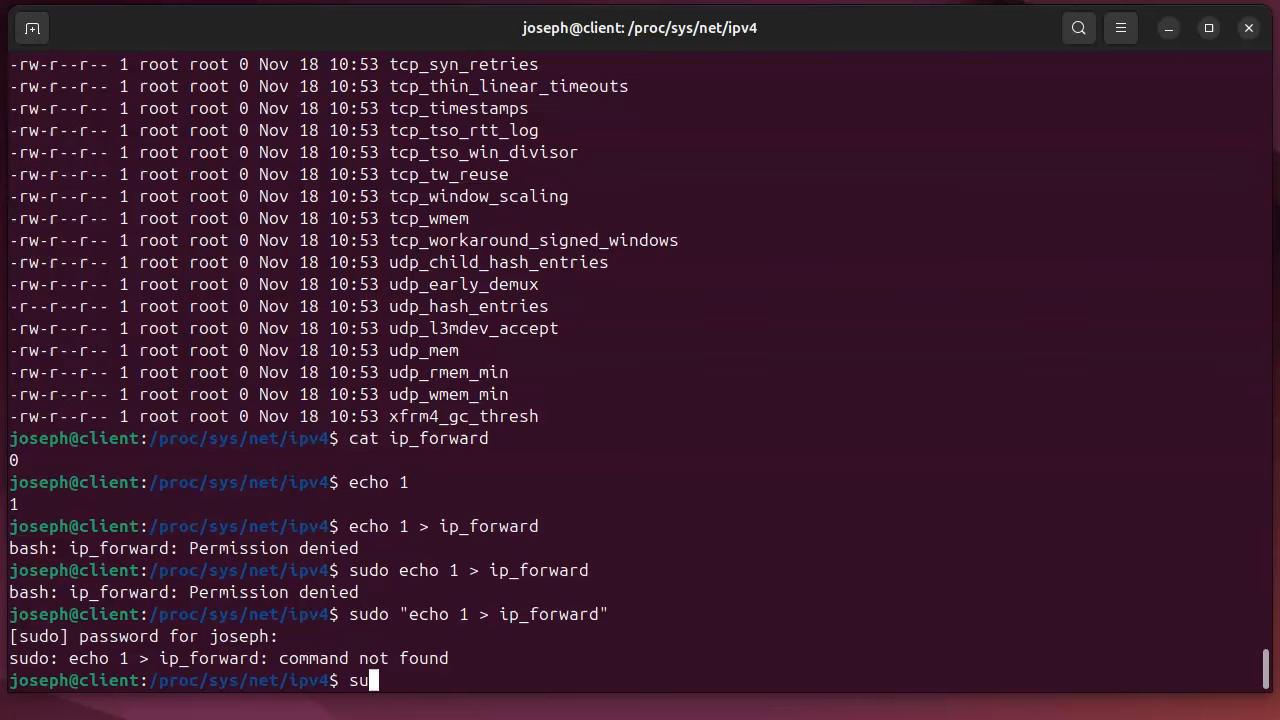 joseph@client: /proc/sys/net/ipv4
-rw-r--r-- 1 root root 0 Nov 18 10:53 tcp_syn_retries
-rw-r--r-- 1 root root 0 Nov 18 10:53 tcp_thin_linear_timeouts
-rw-r--r-- 1 root root 0 Nov 18 10:53 tcp_timestamps
-rw-r--r-- 1 root root 0 Nov 18 10:53 tcp_tso_rtt_log
-rw-r--r-- 1 root root 0 Nov 18 10:53 tcp_tso_win_divisor
-rw-r--r-- 1 root root 0 Nov 18 10:53 tcp_tw_reuse
-rw-r--r-- 1 root root 0 Nov 18 10:53 tcp_window_scaling
-rw-r--r-- 1 root root 0 Nov 18 10:53 tcp_wmem
-rw-r--r-- 1 root root 0 Nov 18 10:53 tcp_workaround_signed_windows
-rw-r--r-- 1 root root 0 Nov 18 10:53 udp_child_hash_entries
-rw-r--r-- 1 root root 0 Nov 18 10:53 udp_early_demux
-r--r--r-- 1 root root 0 Nov 18 10:53 udp_hash_entries
-rw-r--r-- 1 root root 0 Nov 18 10:53 udp_l3mdev_accept
-rw-r--r-- 1 root root 0 Nov 18 10:53 udp_mem
-rw-r--r-- 1 root root 0 Nov 18 10:53 udp_rmem_min
-rw-r--r-- 1 root root 0 Nov 18 10:53 udp_wmem_min
-rw-r--r-- 1 root root 0 Nov 18 10:53 xfrm4_gc_thresh
joseph@client:/proc/sys/net/ipv4$ cat ip_forward
0
joseph@client:/proc/sys/net/ipv4$ echo 1
1
joseph@client:/proc/sys/net/ipv4$ echo 1 > ip_forward
bash: ip_forward: Permission denied
joseph@client:/proc/sys/net/ipv4$ sudo echo 1 > ip_forward
bash: ip_forward: Permission denied
joseph@client:/proc/sys/net/ipv4$ sudo "echo 1 > ip_forward"
[sudo] password for joseph:
sudo: echo 1 > ip_forward: command not found
joseph@client:/proc/sys/net/ipv4$ su